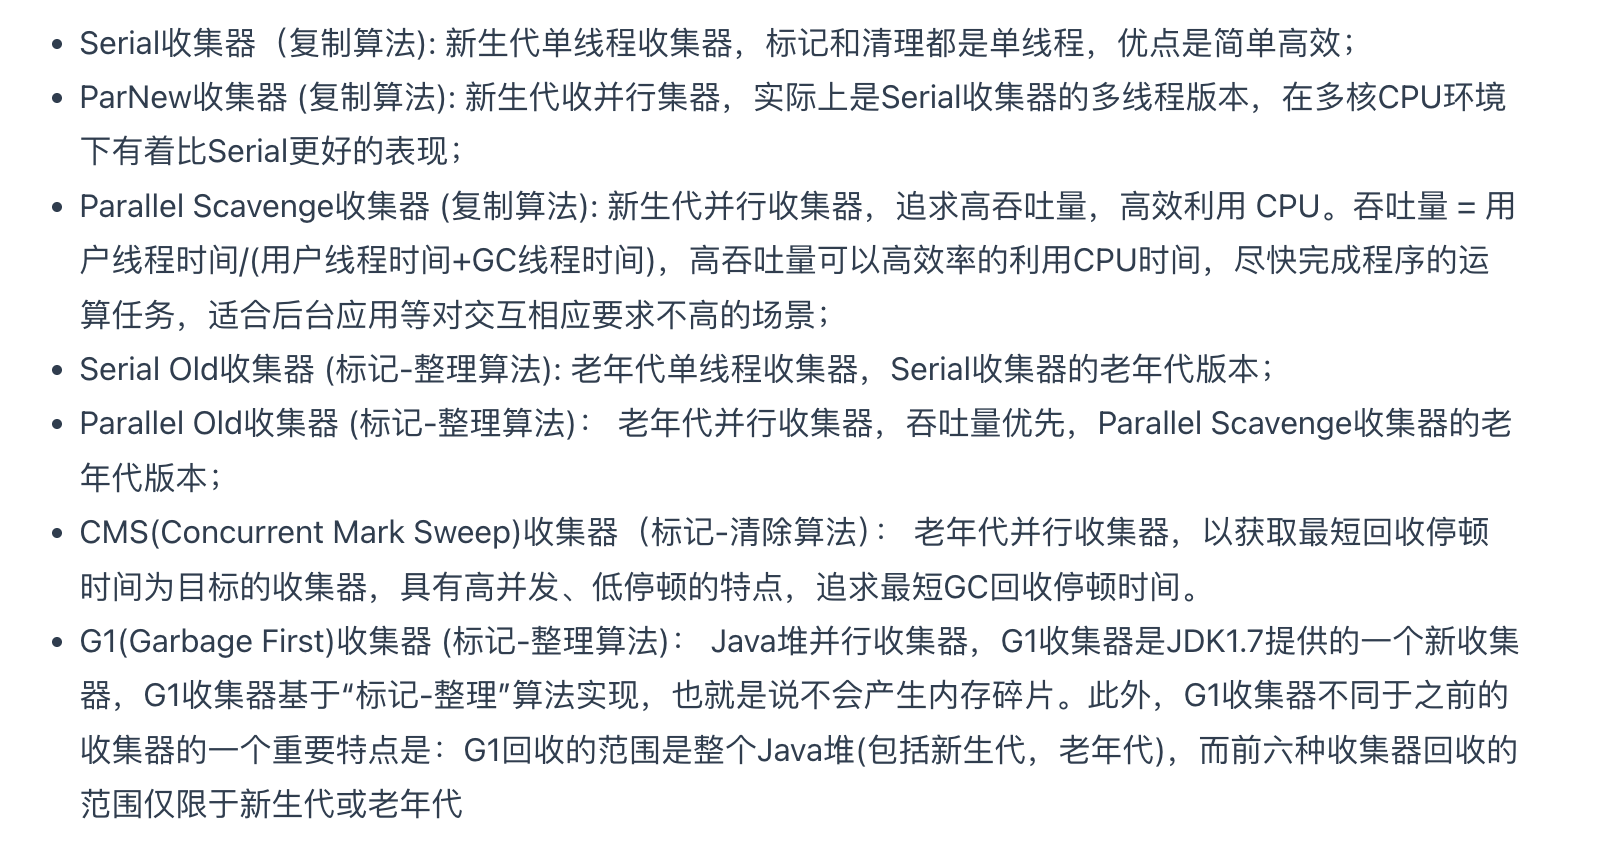 Serial收集器（复制算法): 新生代单线程收集器，标记和清理都是单线程，优点是简单高效；
ParNew收集器 (复制算法): 新生代收并行集器，实际上是Serial收集器的多线程版本，在多核CPU环境
下有着比Serial更好的表现；
Parallel Scavenge收集器 (复制算法): 新生代并行收集器，追求高吞吐量，高效利用 CPU。吞吐量 = 用
户线程时间/(用户线程时间+GC线程时间)，高吞吐量可以高效率的利用CPU时间，尽快完成程序的运
算任务，适合后台应用等对交互相应要求不高的场景；
Serial Old收集器 (标记-整理算法): 老年代单线程收集器，Serial收集器的老年代版本；
Parallel Old收集器 (标记-整理算法)： 老年代并行收集器，吞吐量优先，Parallel Scavenge收集器的老
年代版本；
CMS(Concurrent Mark Sweep)收集器（标记-清除算法）： 老年代并行收集器，以获取最短回收停顿
时间为目标的收集器，具有高并发、低停顿的特点，追求最短GC回收停顿时间。
G1(Garbage First)收集器 (标记-整理算法)： Java堆并行收集器，G1收集器是JDK1.7提供的一个新收集
器，G1收集器基于“标记-整理”算法实现，也就是说不会产生内存碎片。此外，G1收集器不同于之前的
收集器的一个重要特点是：G1回收的范围是整个Java堆(包括新生代，老年代)，而前六种收集器回收的
范围仅限于新生代或老年代